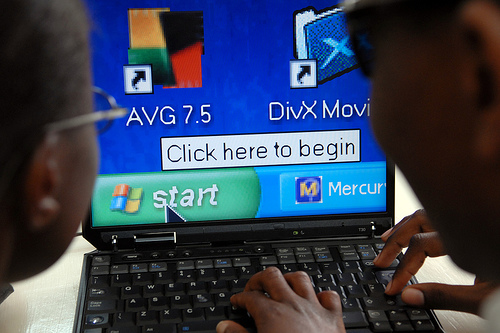 AVG 7.5
DivX Movi
Click here to begin
start
M Mercur
Q W E R T